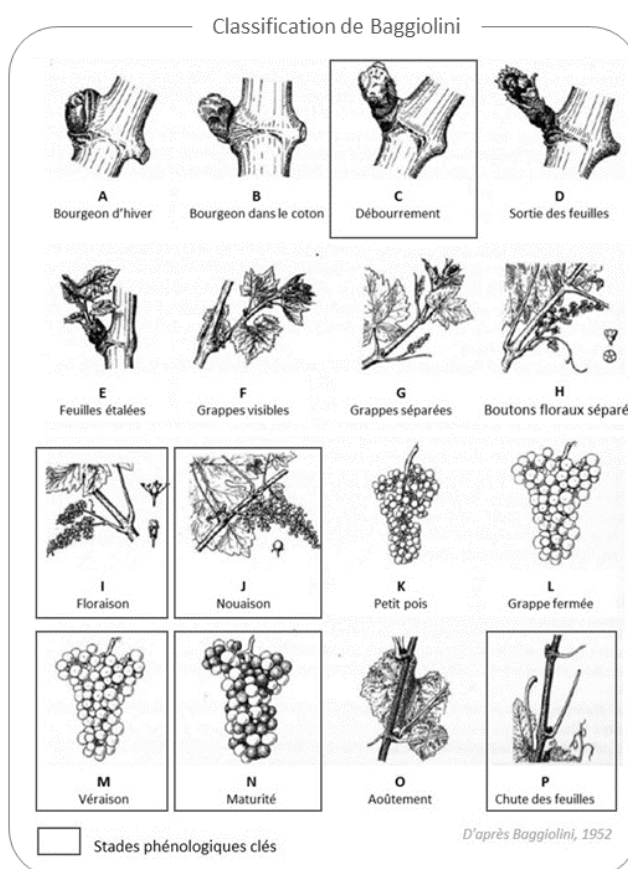 Classification de Baggiolini
A
Bourgeon d'hiver
B
Bourgeon dans le coton
C
Débourrement
D
Sortie des feuilles
E
Feuilles étalées
F
Grappes visibles
G
Grappes séparées
H
Boutons floraux séparé
I
Floraison
J
Nouaison
K
Petit pois
L
Grappe fermée
M
Véraison
N
Maturité
O
Aoûtement
P
Chute des feuilles
Stades phénologiques clés
D'après Baggiolini, 1952